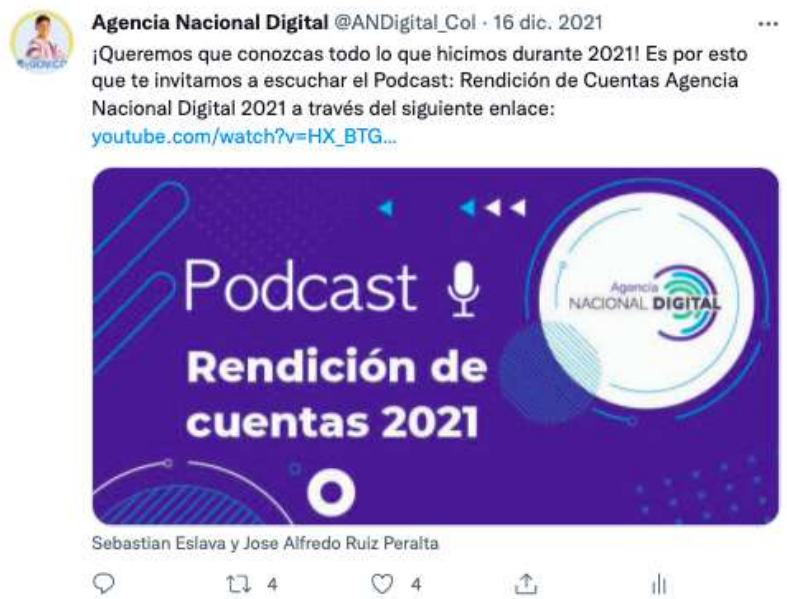 Agencia Nacional Digital @ANDigital_Col · 16 dic. 2021
¡Queremos que conozcas todo lo que hicimos durante 2021! Es por esto
que te invitamos a escuchar el Podcast: Rendición de Cuentas Agencia
Nacional Digital 2021 a través del siguiente enlace:
youtube.com/watch?v=HX_BTG...
Podcast
Rendición de
cuentas 2021
Agencia
NACIONAL DIGITAL
Sebastian Eslava y Jose Alfredo Ruiz Peralta
4
4